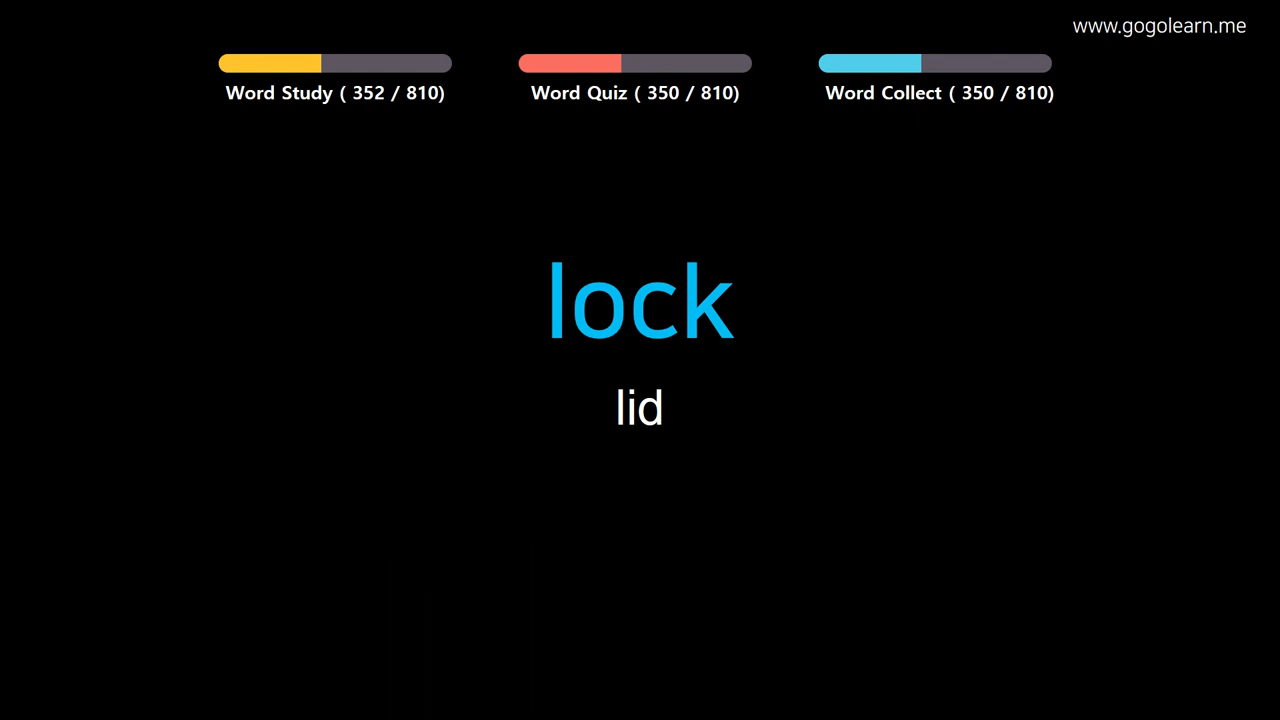 www.gogolearn.me
Word Study ( 352 / 810)
Word Quiz ( 350 / 810)
Word Collect ( 350 / 810)
lock
lid